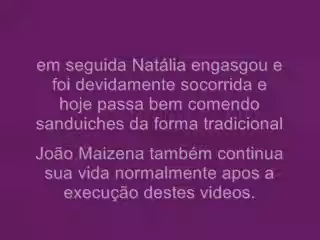 em seguida Natália engasgou e
foi devidamente socorrida e
hoje passa bem comendo
sanduiches da forma tradicional
João Maizena também continua
sua vida normalmente apos a
execução destes videos.